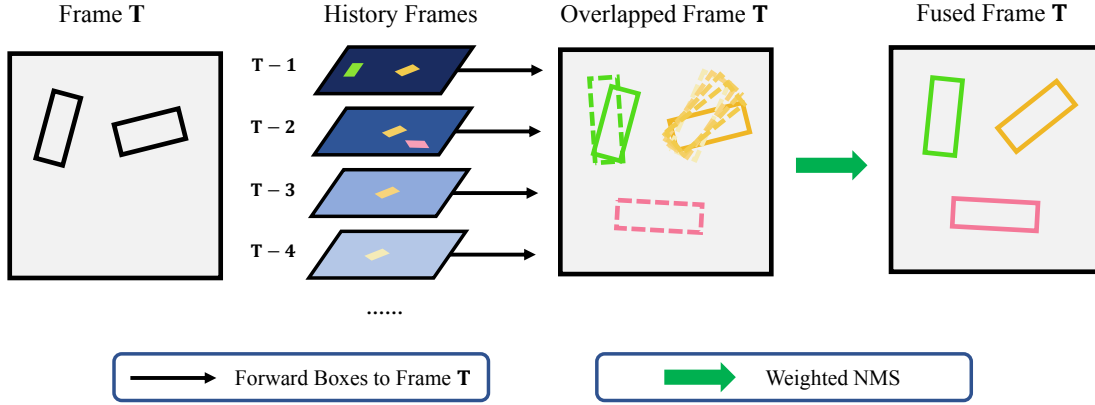 Frame T
History Frames
Overlapped Frame T
Fused Frame T
T − 1
T − 2
T − 3
T − 4
......
Forward Boxes to Frame T
Weighted NMS